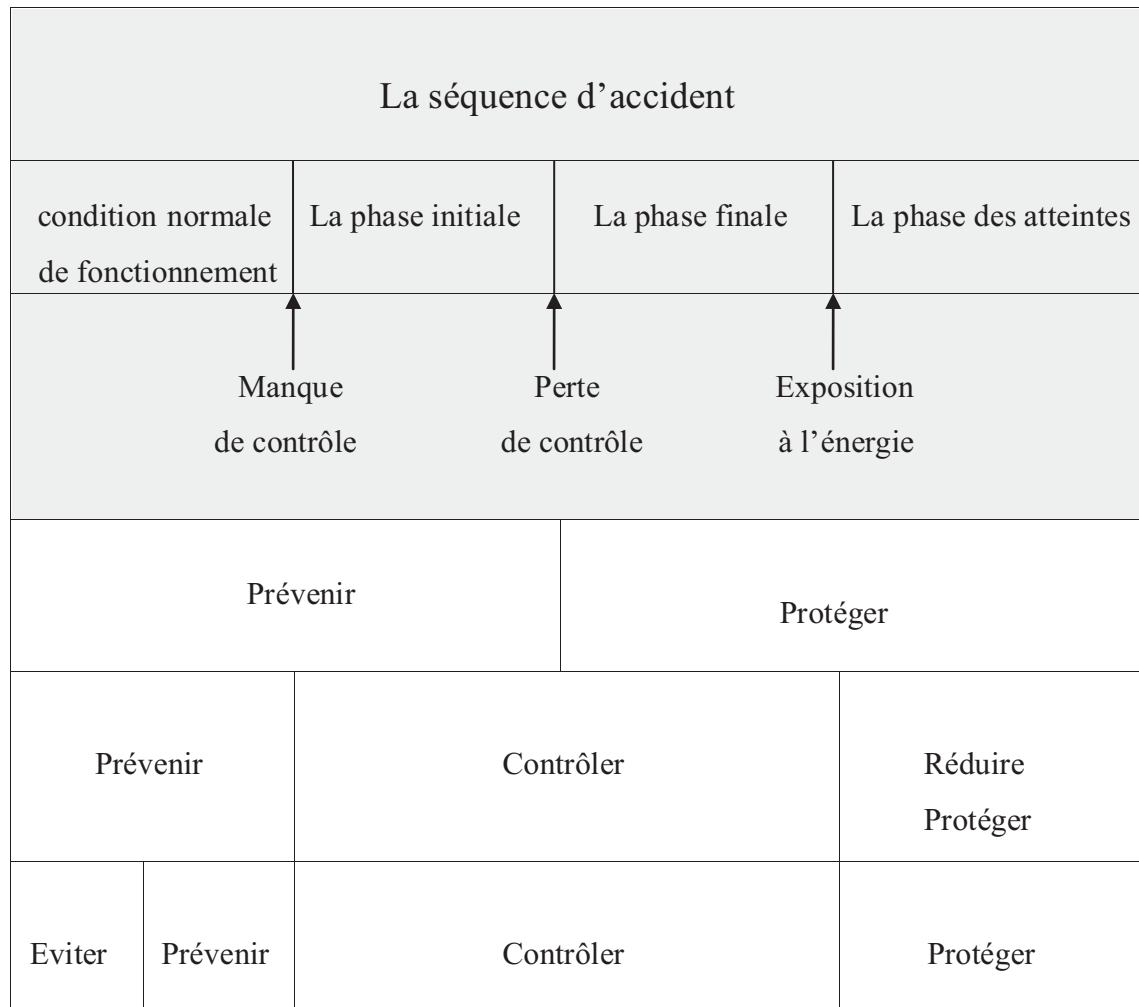 La séquence d’accident
condition normale
de fonctionnement
La phase initiale
La phase finale
La phase des atteintes
Manque
de contrôle
Perte
de contrôle
Exposition
à l’énergie
Prévenir
Protéger
Prévenir
Contrôler
Réduire
Protéger
Eviter
Prévenir
Contrôler
Protéger